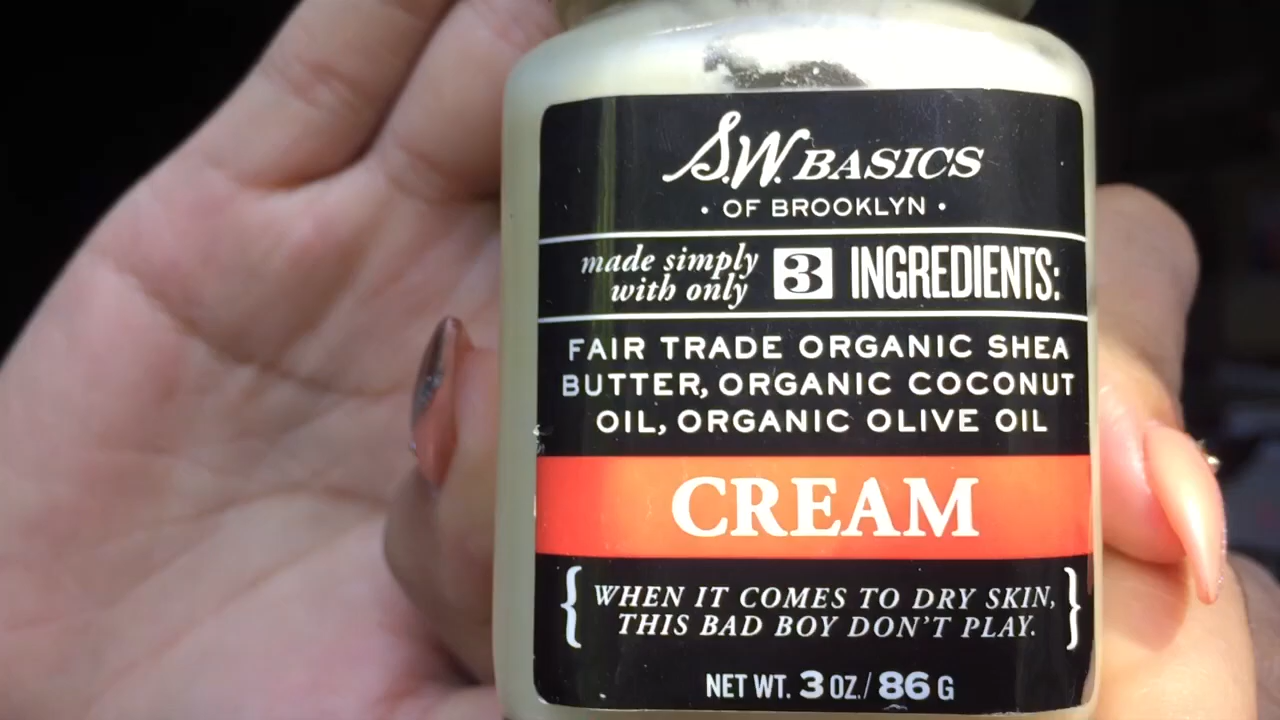 S.W. BASICS
• OF BROOKLYN •
made simply
with only 3 INGREDIENTS:
FAIR TRADE ORGANIC SHEA
BUTTER, ORGANIC COCONUT
OIL, ORGANIC OLIVE OIL
CREAM
{WHEN IT COMES TO DRY SKIN,
THIS BAD BOY DON'T PLAY.}
NET WT. 3 OZ./ 86 G